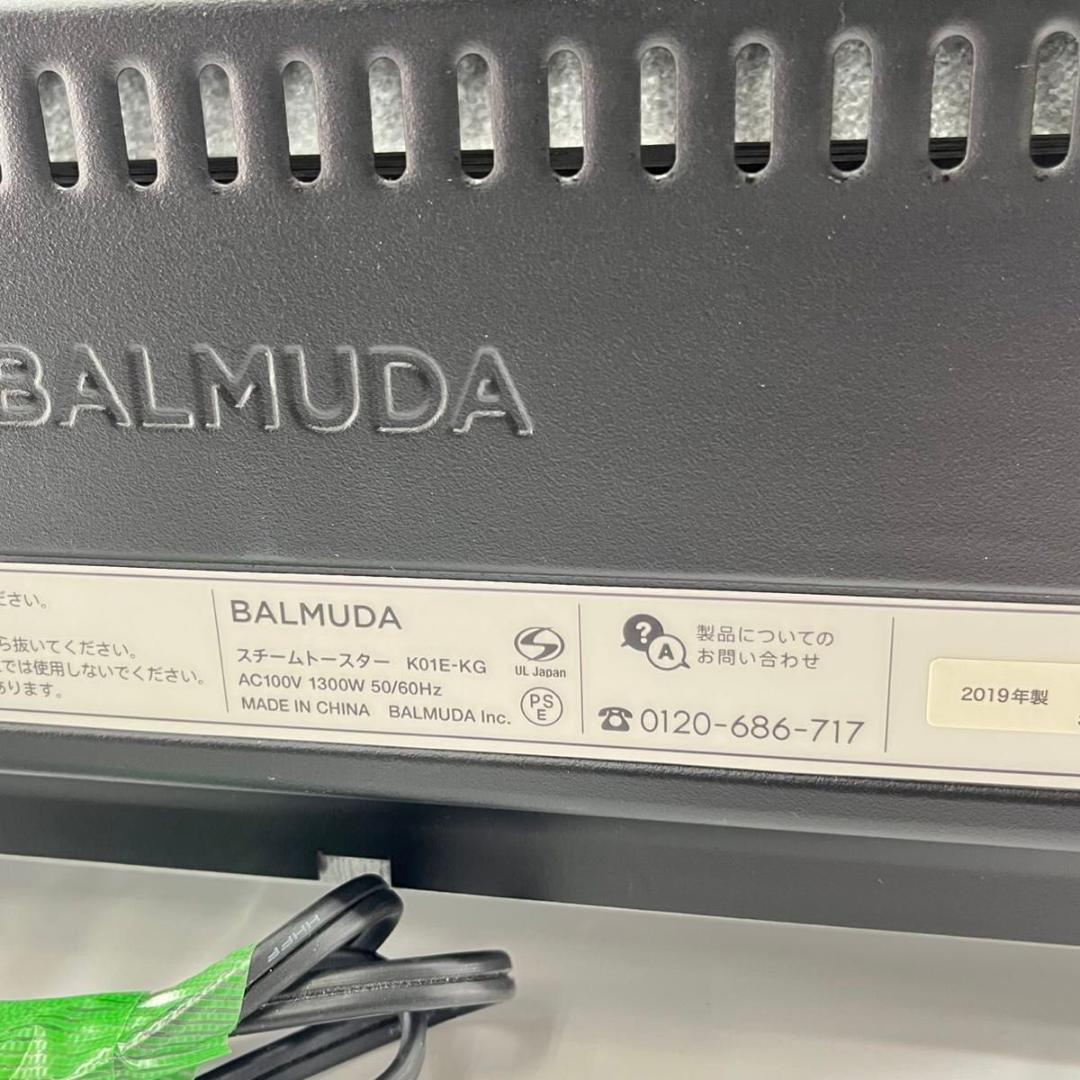 BALMUDA
ださい。
ら抜いてください。
では使用しないでください。
あります。
BALMUDA
スチームトースター K01E-KG
AC100V 1300W 50/60Hz
MADE IN CHINA BALMUDA Inc.
S
UL Japan
PS
E
? A
製品についての
お問い合わせ
0120-686-717
2019年製